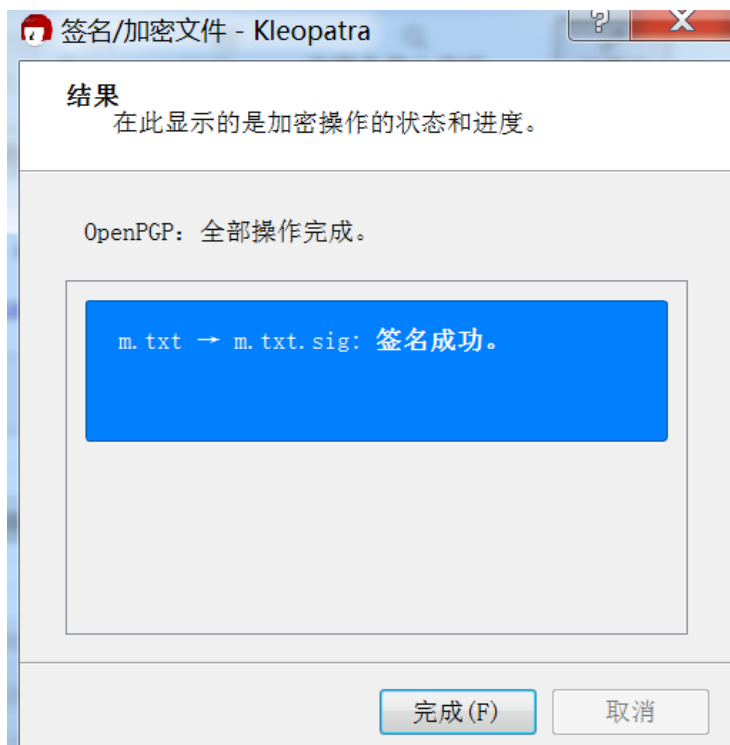 签名/加密文件 - Kleopatra
?
X
结果
在此显示的是加密操作的状态和进度。
OpenPGP: 全部操作完成。
m.txt → m.txt.sig: 签名成功。
完成(F)
取消